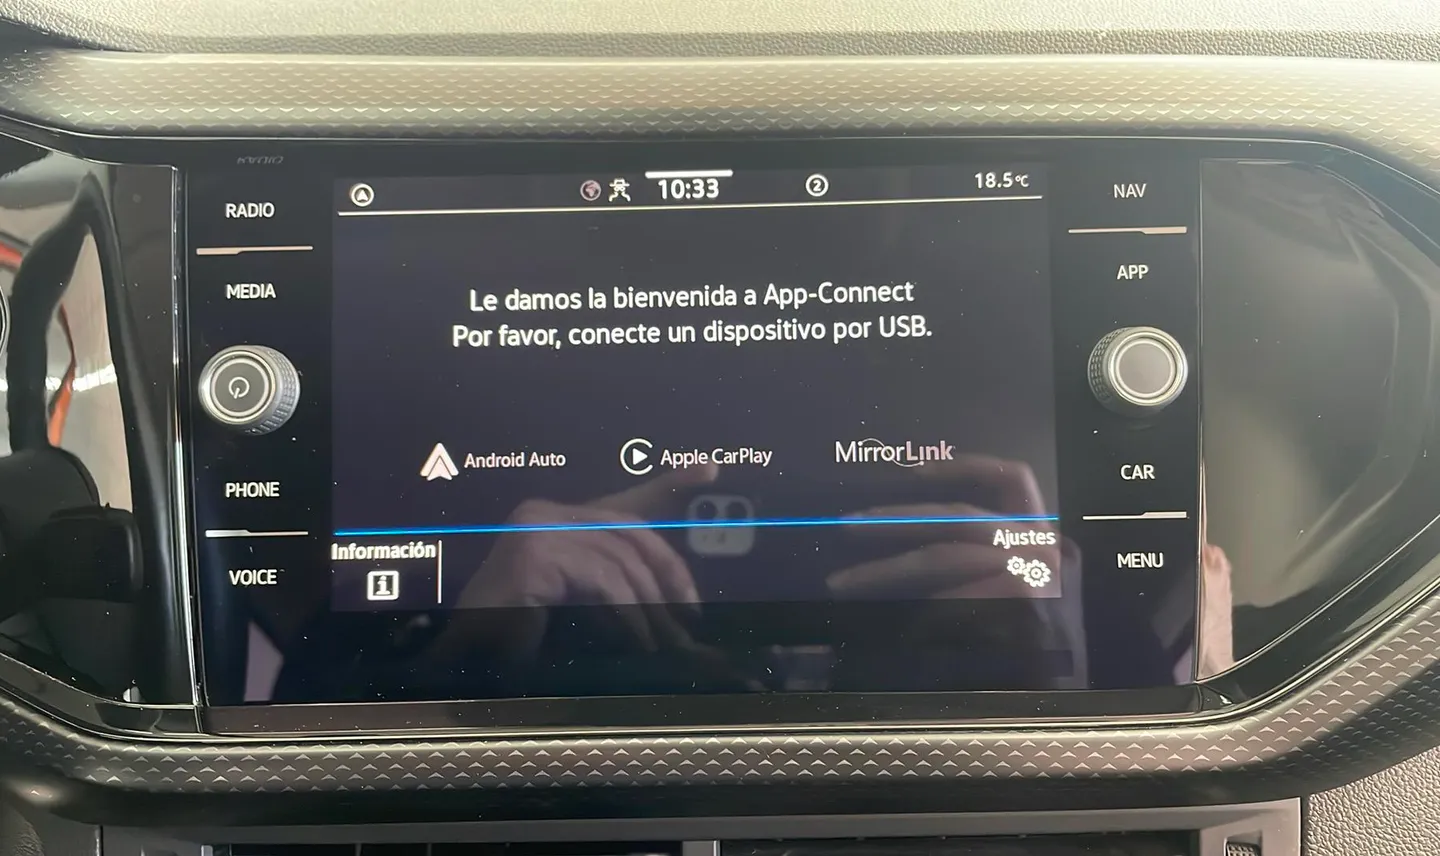 RADIO
MEDIA
PHONE
VOICE
10:33
2
18.5°C
Le damos la bienvenida a App-Connect
Por favor, conecte un dispositivo por USB.
Android Auto
Apple CarPlay
MirrorLink
Información
i
Ajustes
NAV
APP
CAR
MENU